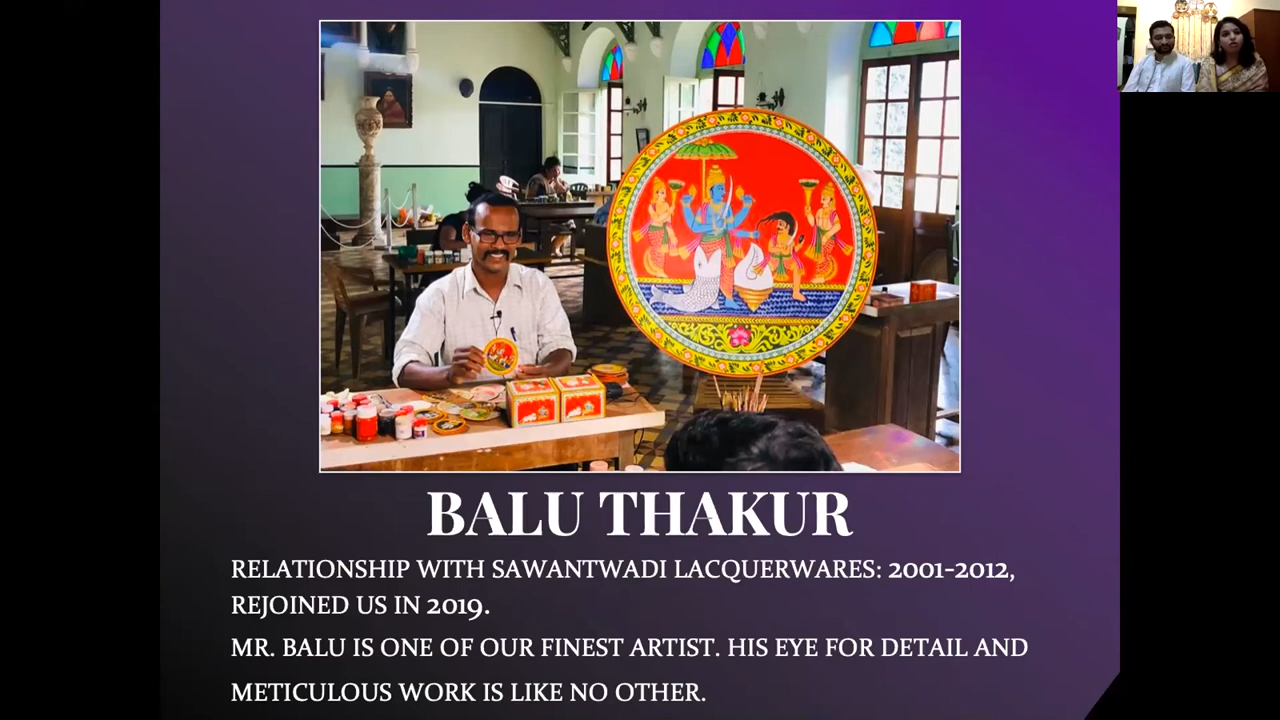 BALU THAKUR
RELATIONSHIP WITH SAWANTWADI LACQUERWARES: 2001-2012,
REJOINED US IN 2019.
MR. BALU IS ONE OF OUR FINEST ARTIST. HIS EYE FOR DETAIL AND
METICULOUS WORK IS LIKE NO OTHER.